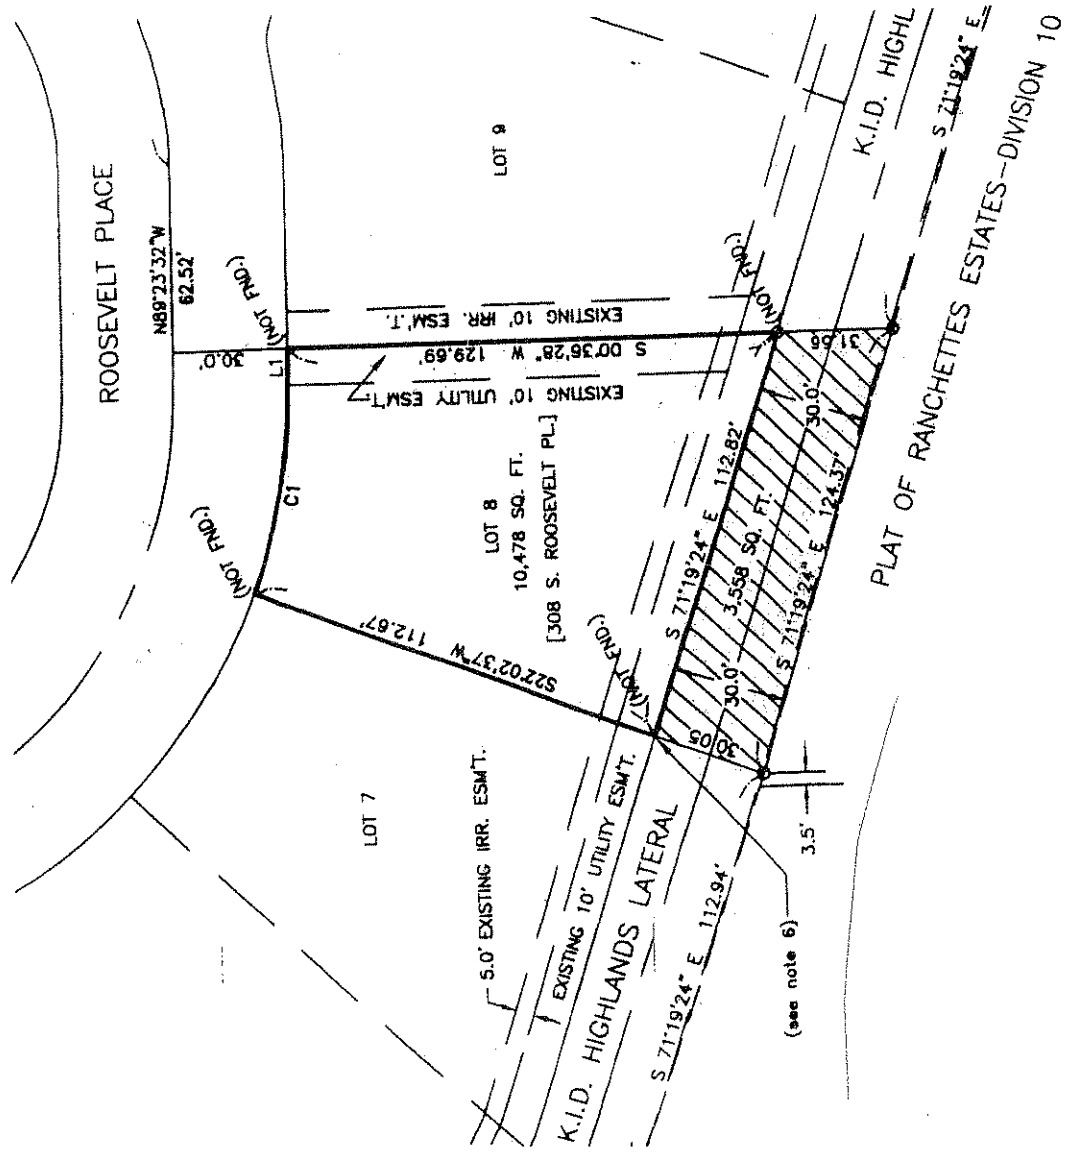 ROOSEVELT PLACE
N89°23'32"W
62.52'
30.0'
(NOT FND.)
L1
(NOT FND.)
C1
LOT 9
EXISTING 10' IRR. ESM'T.
S 00°36'28" W 129.69'
EXISTING 10' UTILITY ESM'T.
LOT 8
10,478 SQ. FT.
[308 S. ROOSEVELT PL.]
S22°02'37"W 112.67'
(NOT FND.)
(NOT FND.)
LOT 7
S 71°19'24" E 112.82'
31.66
30.0'
3,558 SQ. FT.
30.0'
30.05
S 71°19'24" E 124.37'
5.0' EXISTING IRR. ESM'T.
EXISTING 10' UTILITY ESM'T.
K.I.D. HIGHLANDS LATERAL
K.I.D. HIGHL
S 71°19'24" E
S 71°19'24" E 112.94'
3.5'
(see note 6)
PLAT OF RANCHETTES ESTATES-DIVISION 10